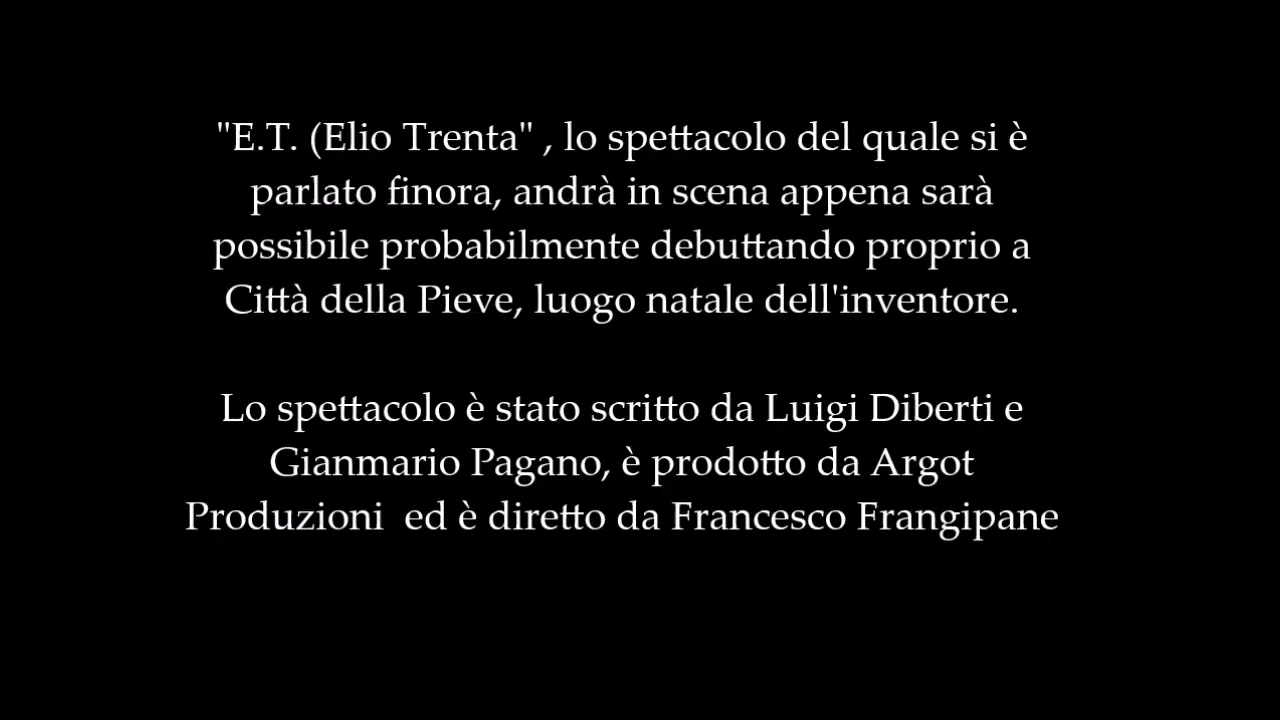 "E.T. (Elio Trenta" , lo spettacolo del quale si è
parlato finora, andrà in scena appena sarà
possibile probabilmente debuttando proprio a
Città della Pieve, luogo natale dell'inventore.
Lo spettacolo è stato scritto da Luigi Diberti e
Gianmario Pagano, è prodotto da Argot
Produzioni  ed è diretto da Francesco Frangipane